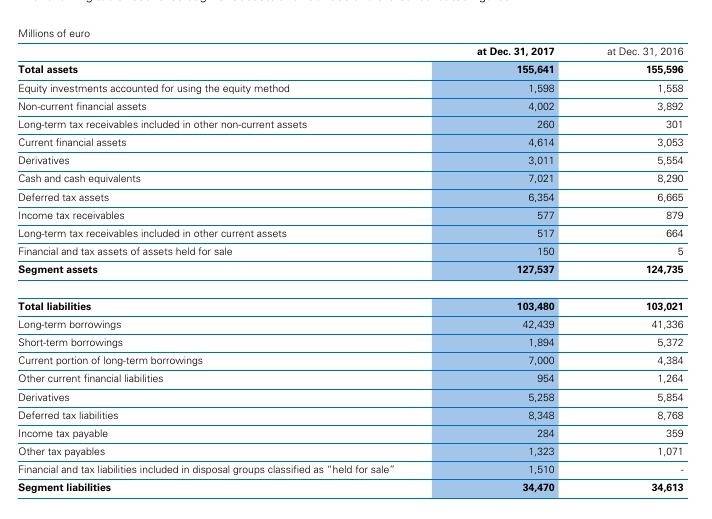 Millions of euro
at Dec. 31, 2017 at Dec. 31, 2016
Total assets 155,641 155,596
Equity investments accounted for using the equity method 1,598 1,558
Non-current financial assets 4,002 3,892
Long-term tax receivables included in other non-current assets 260 301
Current financial assets 4,614 3,053
Derivatives 3,011 5,554
Cash and cash equivalents 7,021 8,290
Deferred tax assets 6,354 6,665
Income tax receivables 577 879
Long-term tax receivables included in other current assets 517 664
Financial and tax assets of assets held for sale 150 5
Segment assets 127,537 124,735
Total liabilities 103,480 103,021
Long-term borrowings 42,439 41,336
Short-term borrowings 1,894 5,372
Current portion of long-term borrowings 7,000 4,384
Other current financial liabilities 954 1,264
Derivatives 5,258 5,854
Deferred tax liabilities 8,348 8,768
Income tax payable 284 359
Other tax payables 1,323 1,071
Financial and tax liabilities included in disposal groups classified as “held for sale” 1,510 -
Segment liabilities 34,470 34,613